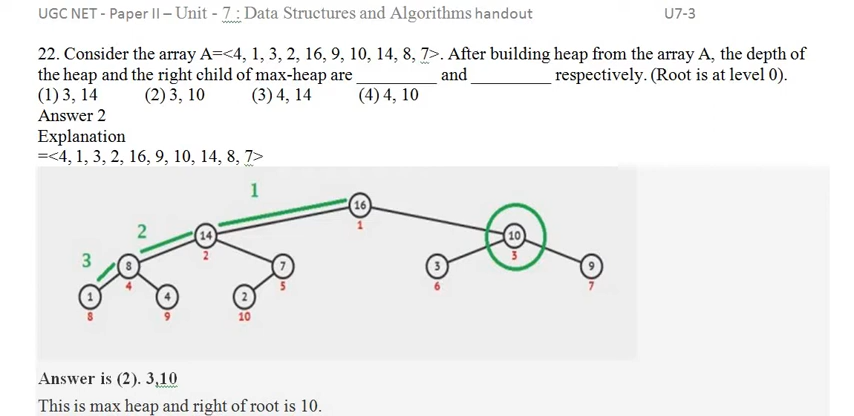 UGC NET - Paper II – Unit - 7 : Data Structures and Algorithms handout U7-3
22. Consider the array A=<4, 1, 3, 2, 16, 9, 10, 14, 8, 7>. After building heap from the array A, the depth of
the heap and the right child of max-heap are __________ and __________ respectively. (Root is at level 0).
(1) 3, 14 (2) 3, 10 (3) 4, 14 (4) 4, 10
Answer 2
Explanation
=<4, 1, 3, 2, 16, 9, 10, 14, 8, 7>
1
16
1
2
14
2
10
3
3
8
4
7
5
3
6
9
7
1
8
4
9
2
10
Answer is (2). 3,10
This is max heap and right of root is 10.